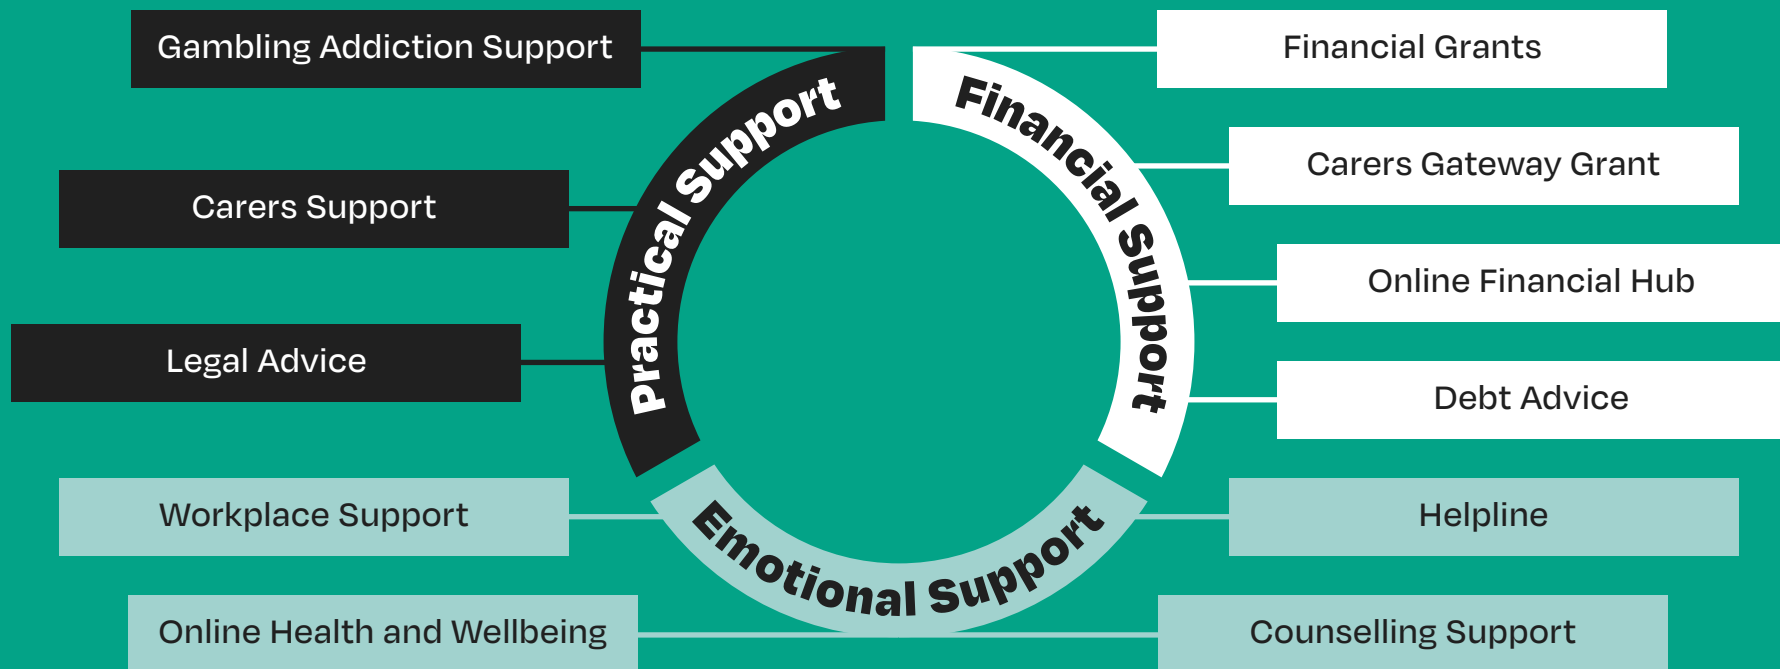 Gambling Addiction Support
Carers Support
Legal Advice
Practical Support
Financial Support
Financial Grants
Carers Gateway Grant
Online Financial Hub
Debt Advice
Workplace Support
Online Health and Wellbeing
Emotional Support
Helpline
Counselling Support